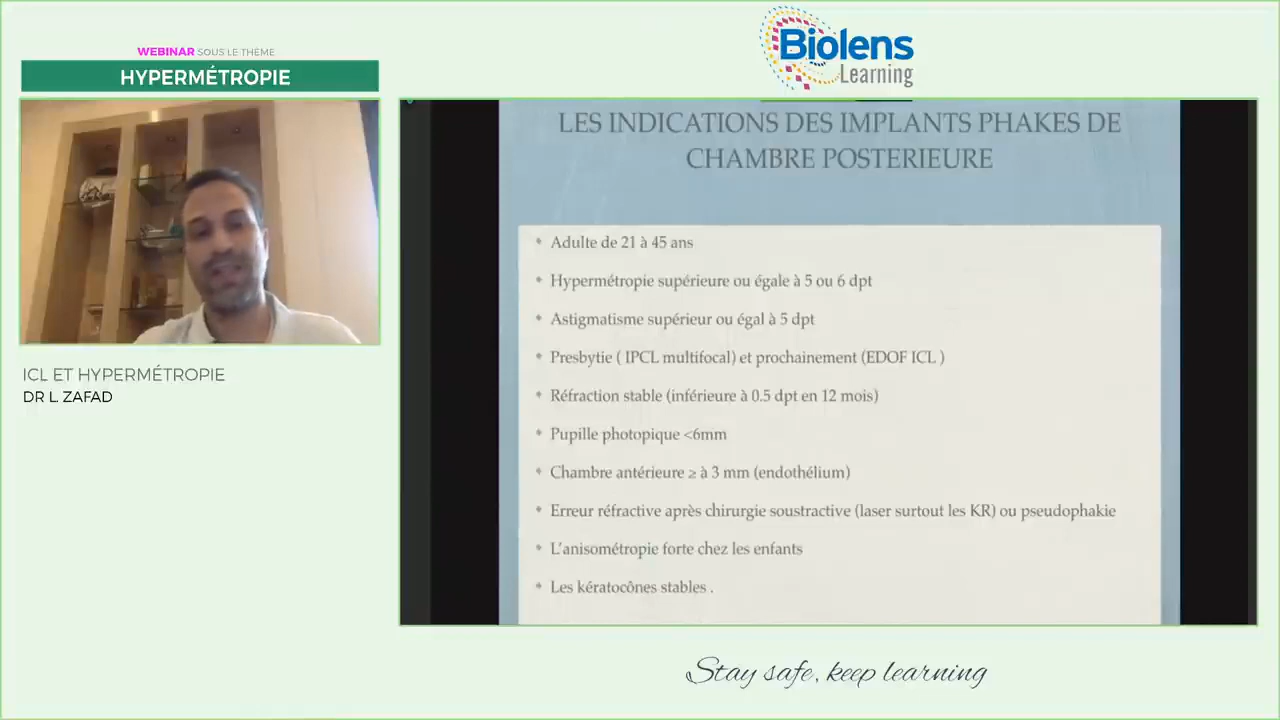 WEBINAR SOUS LE THÈME
HYPERMÉTROPIE
Biolens
Learning
LES INDICATIONS DES IMPLANTS PHAKES DE
CHAMBRE POSTERIEURE
Adulte de 21 à 45 ans
Hypermétropie supérieure ou égale à 5 ou 6 dpt
Astigmatisme supérieur ou égal à 5 dpt
Presbytie ( IPCL multifocal) et prochainement (EDOF ICL )
Réfraction stable (inférieure à 0.5 dpt en 12 mois)
Pupille photopique <6mm
Chambre antérieure ≥ à 3 mm (endothélium)
Erreur réfractive après chirurgie soustractive (laser surtout les KR) ou pseudophakie
L'anisométropie forte chez les enfants
Les kératocônes stables .
ICL ET HYPERMÉTROPIE
DR L. ZAFAD
Stay safe, keep learning